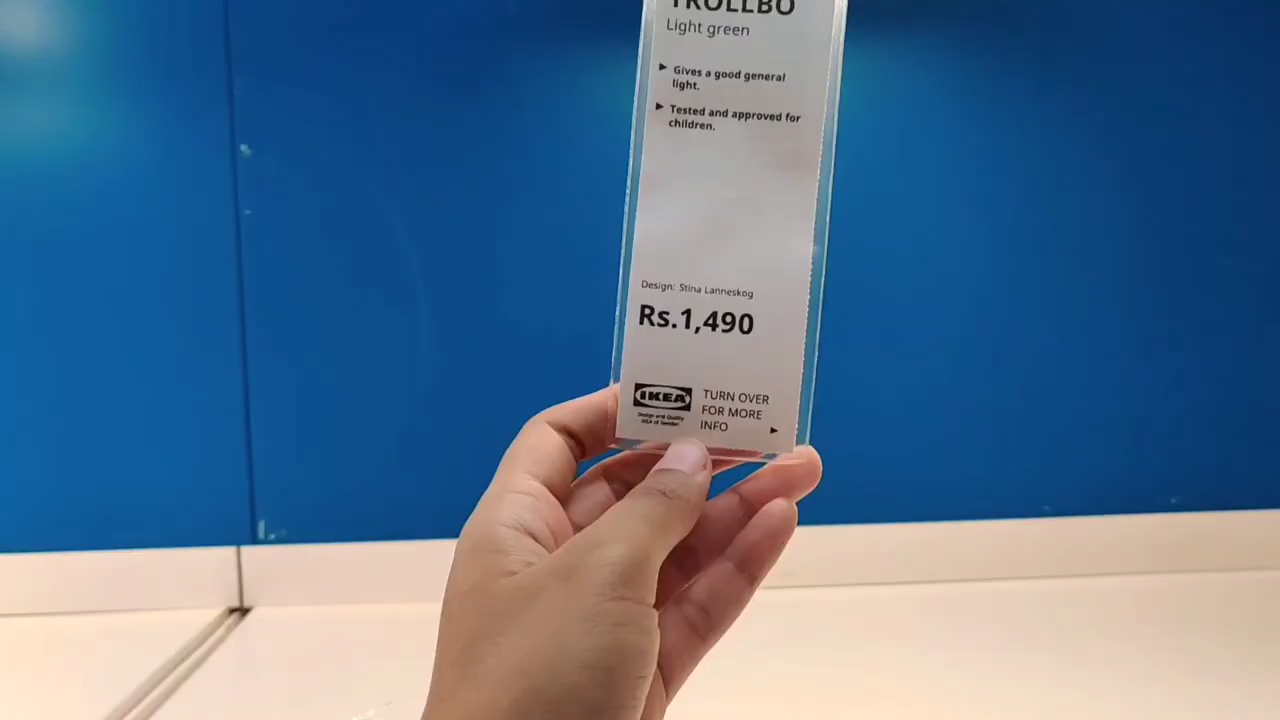 TROLLBO
Light green
▶ Gives a good general
light.
▶ Tested and approved for
children.
Design: Stina Lanneskog
Rs.1,490
IKEA
Design and Quality
IKEA of Sweden
TURN OVER
FOR MORE
INFO ▶